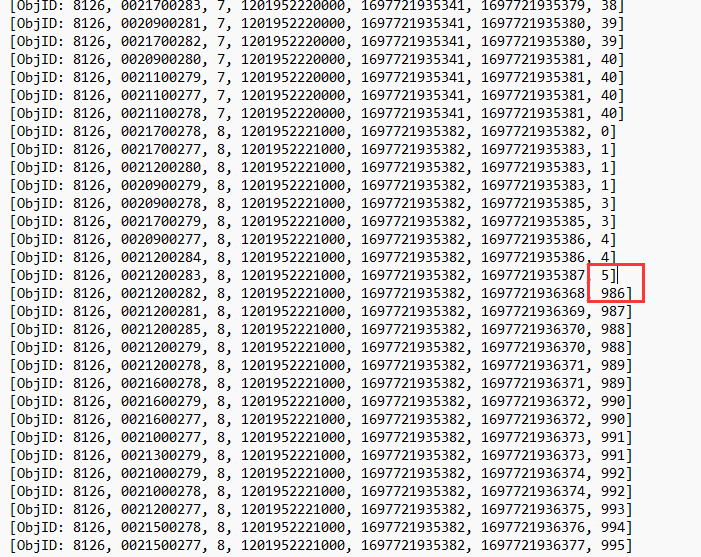 [ObjID: 8126, 0021700283, 7, 1201952220000, 1697721935341, 1697721935379, 38]
[ObjID: 8126, 0020900281, 7, 1201952220000, 1697721935341, 1697721935380, 39]
[ObjID: 8126, 0021700282, 7, 1201952220000, 1697721935341, 1697721935380, 39]
[ObjID: 8126, 0020900280, 7, 1201952220000, 1697721935341, 1697721935381, 40]
[ObjID: 8126, 0021100279, 7, 1201952220000, 1697721935341, 1697721935381, 40]
[ObjID: 8126, 0021100277, 7, 1201952220000, 1697721935341, 1697721935381, 40]
[ObjID: 8126, 0021100278, 7, 1201952220000, 1697721935341, 1697721935381, 40]
[ObjID: 8126, 0021700278, 8, 1201952221000, 1697721935382, 1697721935382, 0]
[ObjID: 8126, 0021700277, 8, 1201952221000, 1697721935382, 1697721935383, 1]
[ObjID: 8126, 0021200280, 8, 1201952221000, 1697721935382, 1697721935383, 1]
[ObjID: 8126, 0020900279, 8, 1201952221000, 1697721935382, 1697721935383, 1]
[ObjID: 8126, 0020900278, 8, 1201952221000, 1697721935382, 1697721935385, 3]
[ObjID: 8126, 0021700279, 8, 1201952221000, 1697721935382, 1697721935385, 3]
[ObjID: 8126, 0020900277, 8, 1201952221000, 1697721935382, 1697721935386, 4]
[ObjID: 8126, 0021200284, 8, 1201952221000, 1697721935382, 1697721935386, 4]
[ObjID: 8126, 0021200283, 8, 1201952221000, 1697721935382, 1697721935387, 5]
[ObjID: 8126, 0021200282, 8, 1201952221000, 1697721935382, 1697721936368, 986]
[ObjID: 8126, 0021200281, 8, 1201952221000, 1697721935382, 1697721936369, 987]
[ObjID: 8126, 0021200285, 8, 1201952221000, 1697721935382, 1697721936370, 988]
[ObjID: 8126, 0021200279, 8, 1201952221000, 1697721935382, 1697721936370, 988]
[ObjID: 8126, 0021200278, 8, 1201952221000, 1697721935382, 1697721936371, 989]
[ObjID: 8126, 0021600278, 8, 1201952221000, 1697721935382, 1697721936371, 989]
[ObjID: 8126, 0021600279, 8, 1201952221000, 1697721935382, 1697721936372, 990]
[ObjID: 8126, 0021600277, 8, 1201952221000, 1697721935382, 1697721936372, 990]
[ObjID: 8126, 0021000277, 8, 1201952221000, 1697721935382, 1697721936373, 991]
[ObjID: 8126, 0021300279, 8, 1201952221000, 1697721935382, 1697721936373, 991]
[ObjID: 8126, 0021000279, 8, 1201952221000, 1697721935382, 1697721936374, 992]
[ObjID: 8126, 0021000278, 8, 1201952221000, 1697721935382, 1697721936374, 992]
[ObjID: 8126, 0021200277, 8, 1201952221000, 1697721935382, 1697721936375, 993]
[ObjID: 8126, 0021500278, 8, 1201952221000, 1697721935382, 1697721936376, 994]
[ObjID: 8126, 0021500277, 8, 1201952221000, 1697721935382, 1697721936377, 995]